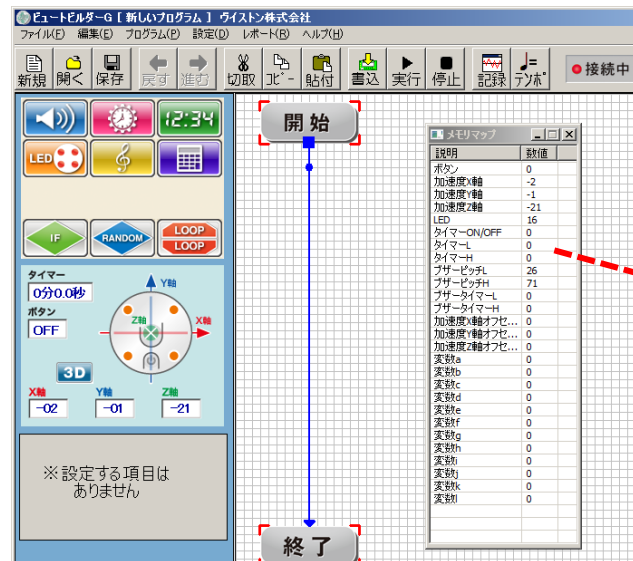 ビュートビルダーG [ 新しいプログラム ] ヴイストン株式会社
ファイル(F) 編集(E) プログラム(P) 設定(D) レポート(R) ヘルプ(H)
新規 開く 保存 戻す 進む 切取 コピー 貼付 書込 実行 停止 記録 テンポ 接続中
12:34
LED
IF RANDOM LOOP
LOOP
タイマー
0分0.0秒
ボタン
OFF
Y軸
Z軸
X軸
3D
X軸 Y軸 Z軸
-02 -01 -21
※設定する項目は
ありません
開始
終了
メモリマップ
説明 数値
ボタン 0
加速度X軸 -2
加速度Y軸 -1
加速度Z軸 -21
LED 16
タイマーON/OFF 0
タイマーL 0
タイマーH 0
ブザーピッチL 26
ブザーピッチH 71
ブザータイマーL 0
ブザータイマーH 0
加速度X軸オフセ... 0
加速度Y軸オフセ... 0
加速度Z軸オフセ... 0
変数a 0
変数b 0
変数c 0
変数d 0
変数e 0
変数f 0
変数g 0
変数h 0
変数i 0
変数j 0
変数k 0
変数l 0